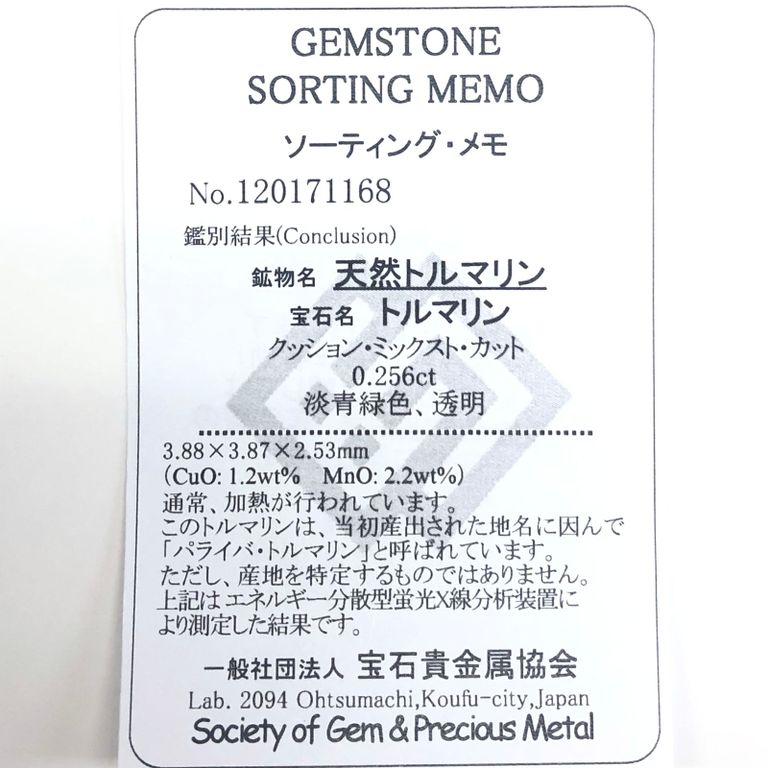 GEMSTONE
SORTING MEMO
ソーティング・メモ
No.120171168
鑑別結果(Conclusion)
鉱物名 天然トルマリン
宝石名 トルマリン
クッション・ミックスト・カット
0.256ct
淡青緑色、透明
3.88×3.87×2.53mm
(CuO: 1.2wt% MnO: 2.2wt%)
通常、加熱が行われています。
このトルマリンは、当初産出された地名に因んで
「パライバ・トルマリン」と呼ばれています。
ただし、産地を特定するものではありません。
上記はエネルギー分散型蛍光X線分析装置に
より測定した結果です。
一般社団法人 宝石貴金属協会
Lab. 2094 Ohtsumachi,Koufu-city,Japan
Society of Gem & Precious Metal